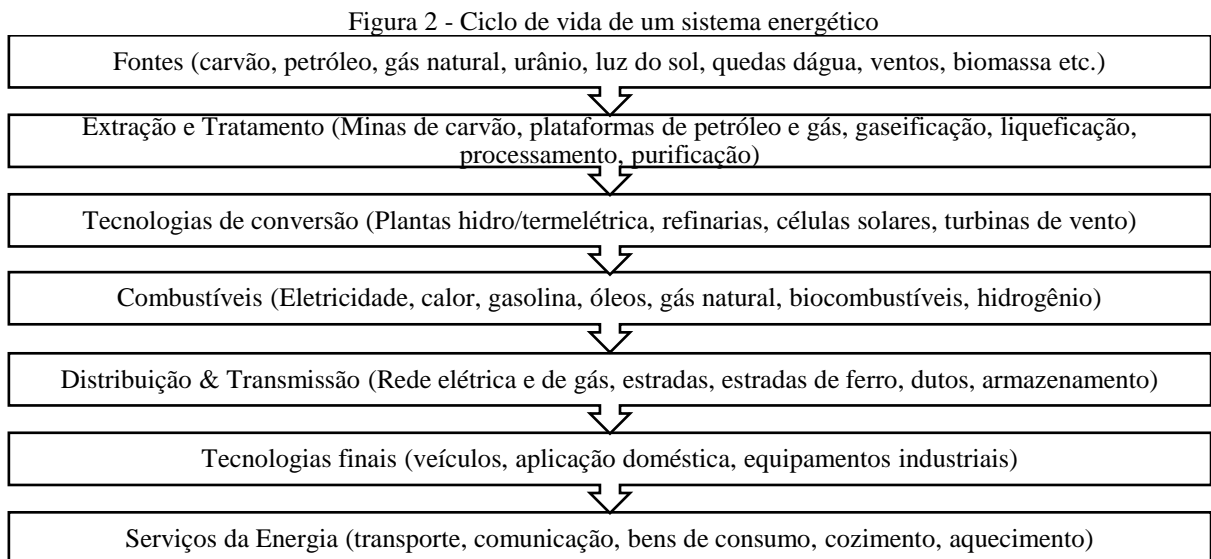 Figura 2 - Ciclo de vida de um sistema energético
Fontes (carvão, petróleo, gás natural, urânio, luz do sol, quedas dágua, ventos, biomassa etc.)
Extração e Tratamento (Minas de carvão, plataformas de petróleo e gás, gaseificação, liqueficação,
processamento, purificação)
Tecnologias de conversão (Plantas hidro/termelétrica, refinarias, células solares, turbinas de vento)
Combustíveis (Eletricidade, calor, gasolina, óleos, gás natural, biocombustíveis, hidrogênio)
Distribuição & Transmissão (Rede elétrica e de gás, estradas, estradas de ferro, dutos, armazenamento)
Tecnologias finais (veículos, aplicação doméstica, equipamentos industriais)
Serviços da Energia (transporte, comunicação, bens de consumo, cozimento, aquecimento)